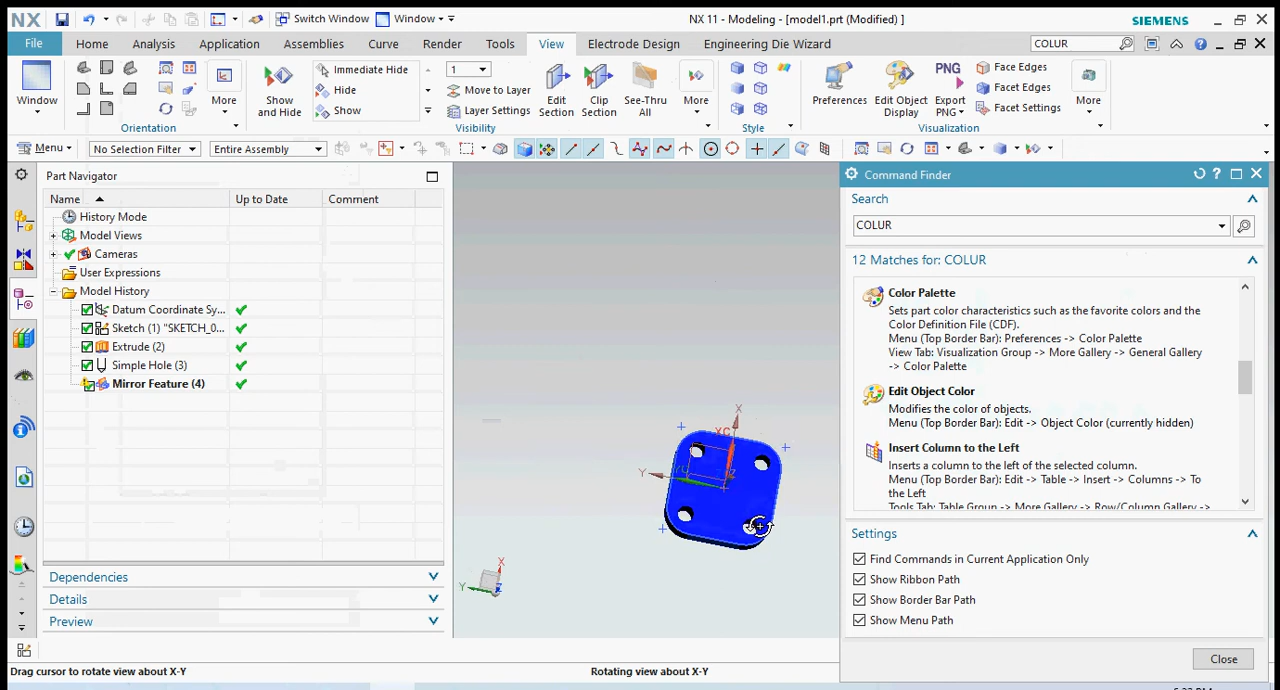 NX
Switch Window
Window
NX 11 - Modeling - [model1.prt (Modified) ]
SIEMENS
File
Home
Analysis
Application
Assemblies
Curve
Render
Tools
View
Electrode Design
Engineering Die Wizard
COLUR
Window
More
Orientation
Show and Hide
Immediate Hide
Hide
Show
1
Move to Layer
Layer Settings
Edit Section
Clip Section
See-Thru All
More
Visibility
Style
Preferences
Edit Object Display
PNG
Export PNG
Face Edges
Facet Edges
Facet Settings
More
Visualization
Menu
No Selection Filter
Entire Assembly
Part Navigator
Name
Up to Date
Comment
History Mode
Model Views
Cameras
User Expressions
Model History
Datum Coordinate Sy...
Sketch (1) "SKETCH_0...
Extrude (2)
Simple Hole (3)
Mirror Feature (4)
Dependencies
Details
Preview
X
XC
Y
X
Y
Command Finder
Search
COLUR
12 Matches for: COLUR
Color Palette
Sets part color characteristics such as the favorite colors and the
Color Definition File (CDF).
Menu (Top Border Bar): Preferences -> Color Palette
View Tab: Visualization Group -> More Gallery -> General Gallery
-> Color Palette
Edit Object Color
Modifies the color of objects.
Menu (Top Border Bar): Edit -> Object Color (currently hidden)
Insert Column to the Left
Inserts a column to the left of the selected column.
Menu (Top Border Bar): Edit -> Table -> Insert -> Columns -> To
the Left
Tools Tab: Table Group -> More Gallery -> Row/Column Gallery ->
Settings
Find Commands in Current Application Only
Show Ribbon Path
Show Border Bar Path
Show Menu Path
Close
Drag cursor to rotate view about X-Y
Rotating view about X-Y